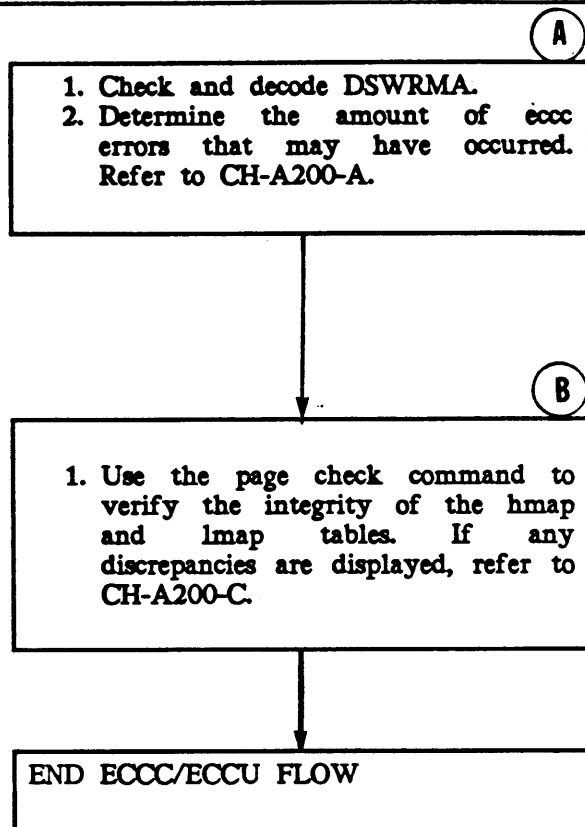 A
1. Check and decode DSWRMA.
2. Determine the amount of eccc
errors that may have occurred.
Refer to CH-A200-A.
B
1. Use the page check command to
verify the integrity of the hmap
and lmap tables. If any
discrepancies are displayed, refer to
CH-A200-C.
END ECCC/ECCU FLOW